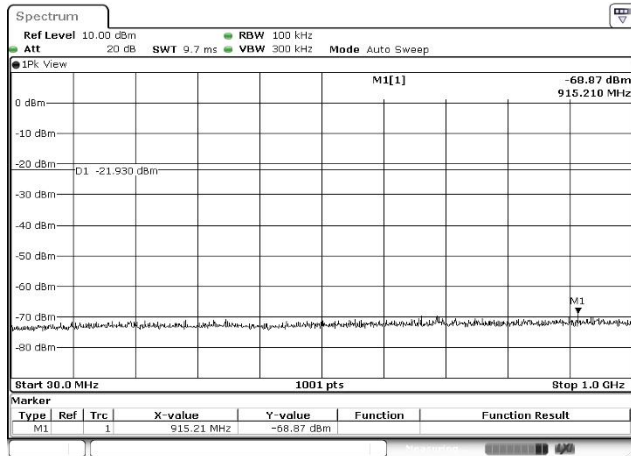 Spectrum
Ref Level 10.00 dBm RBW 100 kHz
Att 20 dB SWT 9.7 ms VBW 300 kHz Mode Auto Sweep
1Pk View
M1[1] -68.87 dBm
915.210 MHz
0 dBm
-10 dBm
-20 dBm
D1 -21.930 dBm
-30 dBm
-40 dBm
-50 dBm
-60 dBm
M1
-70 dBm
-80 dBm
Start 30.0 MHz 1001 pts Stop 1.0 GHz
Marker
Type Ref Trc X-value Y-value Function Function Result
M1 1 915.21 MHz -68.87 dBm